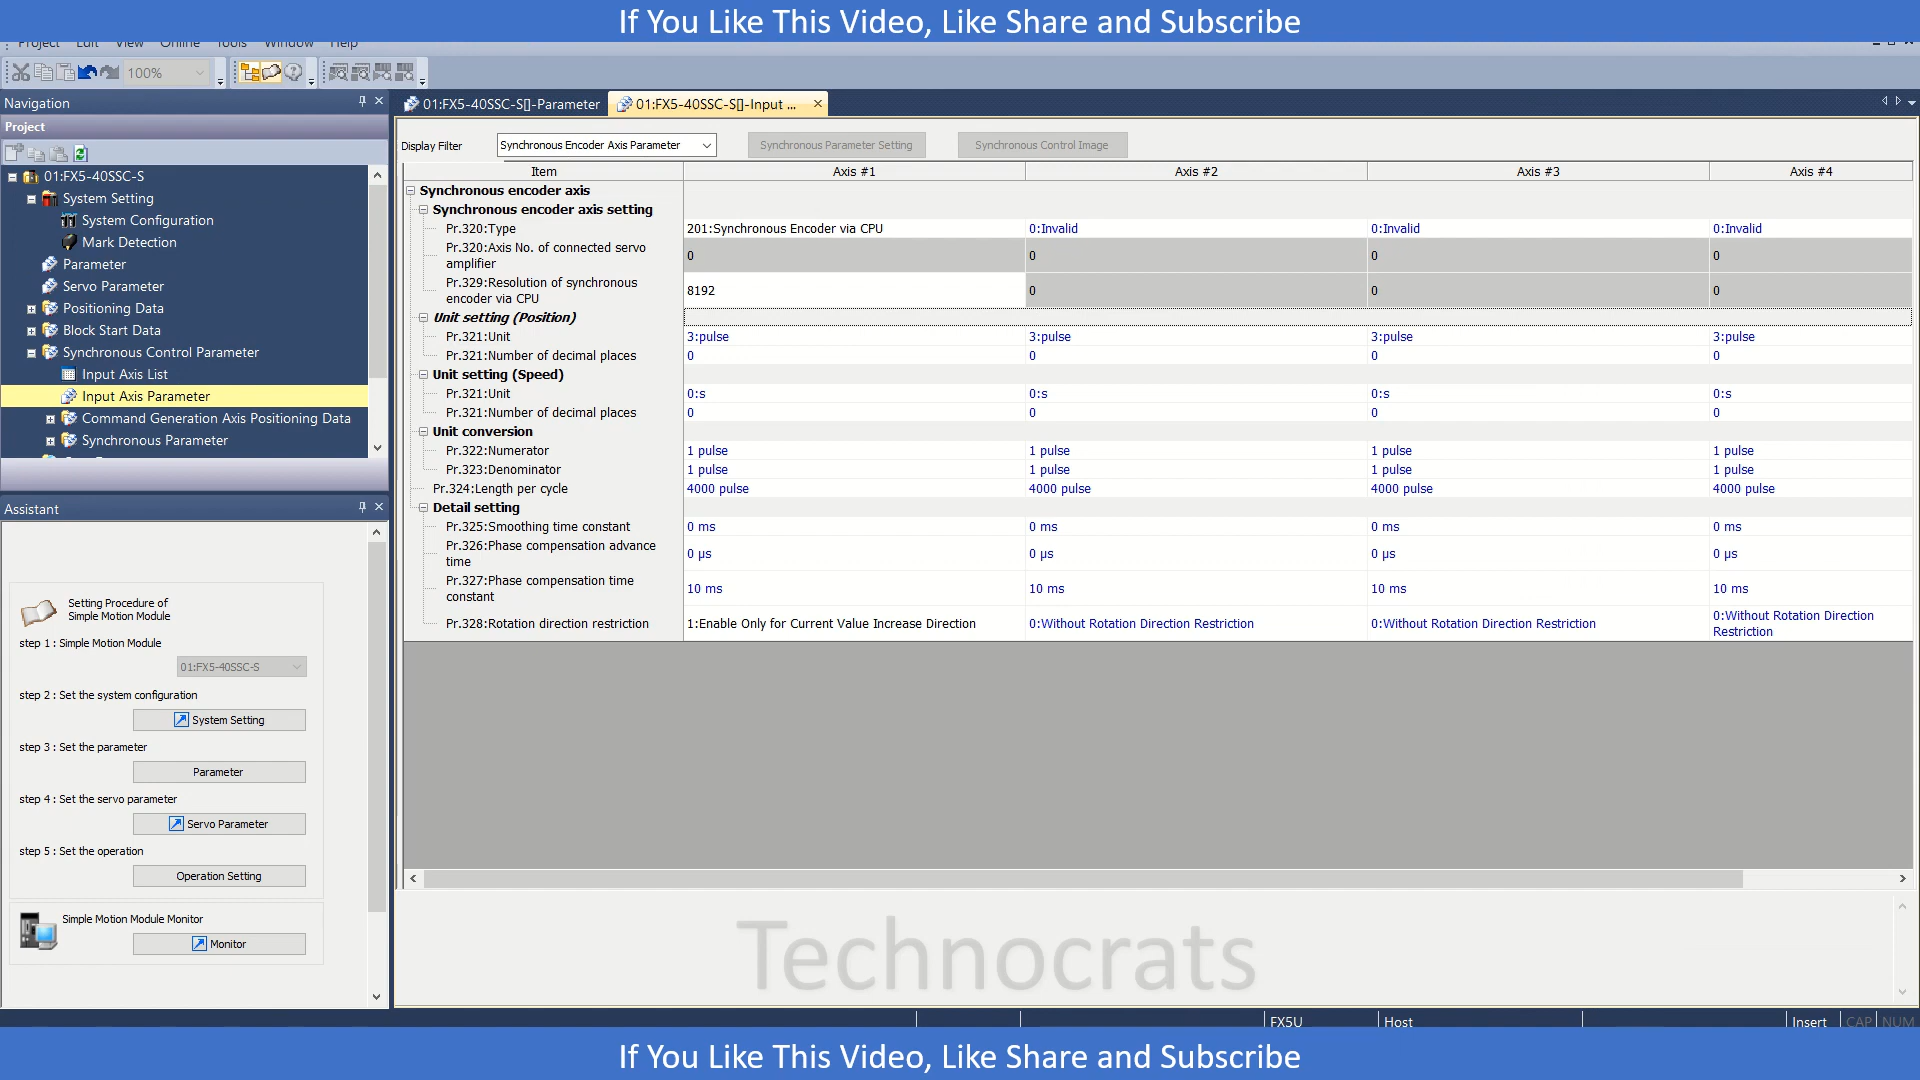 If You Like This Video, Like Share and Subscribe
Project Edit View Online Tools Window Help
100%
Navigation
Project
01:FX5-40SSC-S
System Setting
System Configuration
Mark Detection
Parameter
Servo Parameter
Positioning Data
Block Start Data
Synchronous Control Parameter
Input Axis List
Input Axis Parameter
Command Generation Axis Positioning Data
Synchronous Parameter
Assistant
Setting Procedure of
Simple Motion Module
step 1 : Simple Motion Module
01:FX5-40SSC-S
step 2 : Set the system configuration
System Setting
step 3 : Set the parameter
Parameter
step 4 : Set the servo parameter
Servo Parameter
step 5 : Set the operation
Operation Setting
Simple Motion Module Monitor
Monitor
01:FX5-40SSC-S[]-Parameter 01:FX5-40SSC-S[]-Input ...
Display Filter Synchronous Encoder Axis Parameter Synchronous Parameter Setting Synchronous Control Image
Item Axis #1 Axis #2 Axis #3 Axis #4
Synchronous encoder axis
Synchronous encoder axis setting
Pr.320:Type 201:Synchronous Encoder via CPU 0:Invalid 0:Invalid 0:Invalid
Pr.320:Axis No. of connected servo
amplifier 0 0 0 0
Pr.329:Resolution of synchronous
encoder via CPU 8192 0 0 0
Unit setting (Position)
Pr.321:Unit 3:pulse 3:pulse 3:pulse 3:pulse
Pr.321:Number of decimal places 0 0 0 0
Unit setting (Speed)
Pr.321:Unit 0:s 0:s 0:s 0:s
Pr.321:Number of decimal places 0 0 0 0
Unit conversion
Pr.322:Numerator 1 pulse 1 pulse 1 pulse 1 pulse
Pr.323:Denominator 1 pulse 1 pulse 1 pulse 1 pulse
Pr.324:Length per cycle 4000 pulse 4000 pulse 4000 pulse 4000 pulse
Detail setting
Pr.325:Smoothing time constant 0 ms 0 ms 0 ms 0 ms
Pr.326:Phase compensation advance
time 0 µs 0 µs 0 µs 0 µs
Pr.327:Phase compensation time
constant 10 ms 10 ms 10 ms 10 ms
Pr.328:Rotation direction restriction 1:Enable Only for Current Value Increase Direction 0:Without Rotation Direction Restriction 0:Without Rotation Direction Restriction 0:Without Rotation Direction
Restriction
Technocrats
FX5U Host Insert CAP NUM
If You Like This Video, Like Share and Subscribe